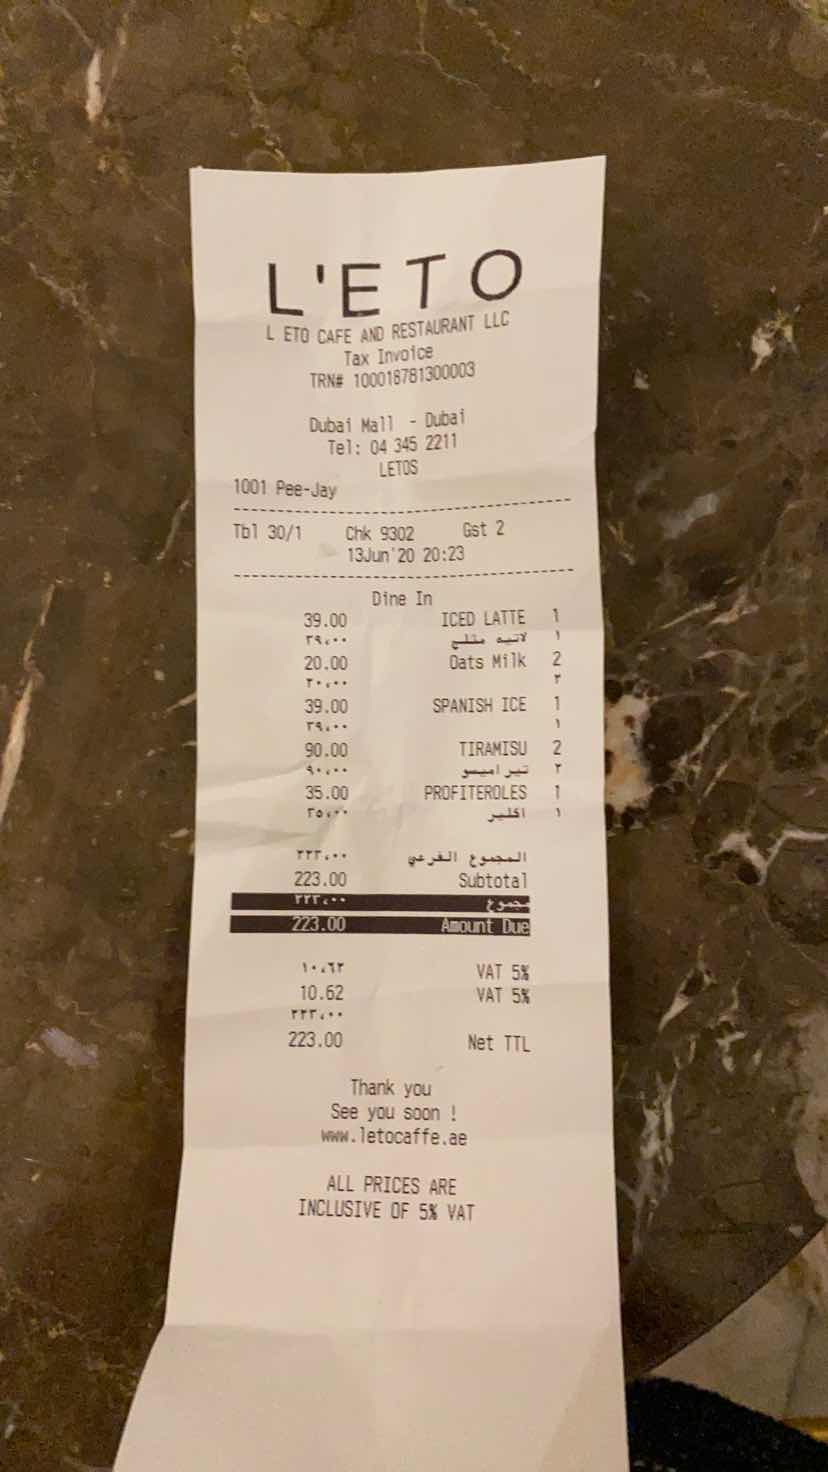 L'ETO
L ETO CAFE AND RESTAURANT LLC
Tax Invoice
TRN# 100018781300003
Dubai Mall - Dubai
Tel: 04 345 2211
LETOS
1001 Pee-Jay
Tbl 30/1 Chk 9302 Gst 2
13Jun'20 20:23
Dine In
39.00 ICED LATTE 1
٣٩،٠٠ لاتيه مثلج ١
20.00 Oats Milk 2
٢٠،٠٠ ٢
39.00 SPANISH ICE 1
٣٩،٠٠ ١
90.00 TIRAMISU 2
٩٠،٠٠ تيراميسو ٢
35.00 PROFITEROLES 1
٣٥،٠٠ اكلير ١
٢٢٣،٠٠ المجموع الفرعي
223.00 Subtotal
٢٢٣،٠٠ مجموع
223.00 Amount Due
١٠،٦٢ VAT 5%
10.62 VAT 5%
٢٢٣،٠٠
223.00 Net TTL
Thank you
See you soon !
www.letocaffe.ae
ALL PRICES ARE
INCLUSIVE OF 5% VAT